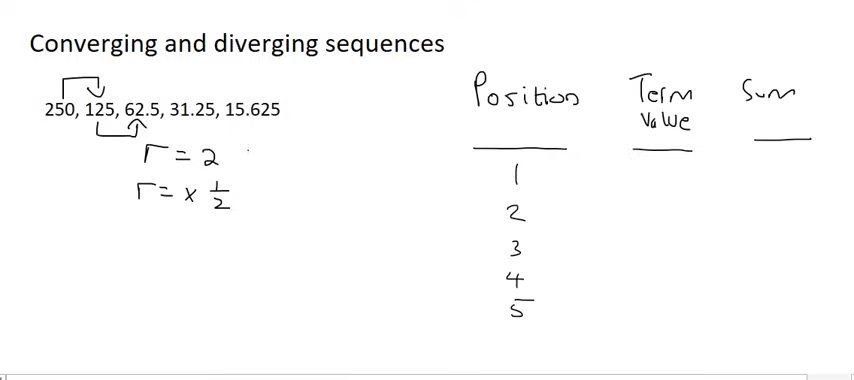 Converging and diverging sequences
250, 125, 62.5, 31.25, 15.625
r = 2
r = x 1/2
Position Term Value Sum
1
2
3
4
5